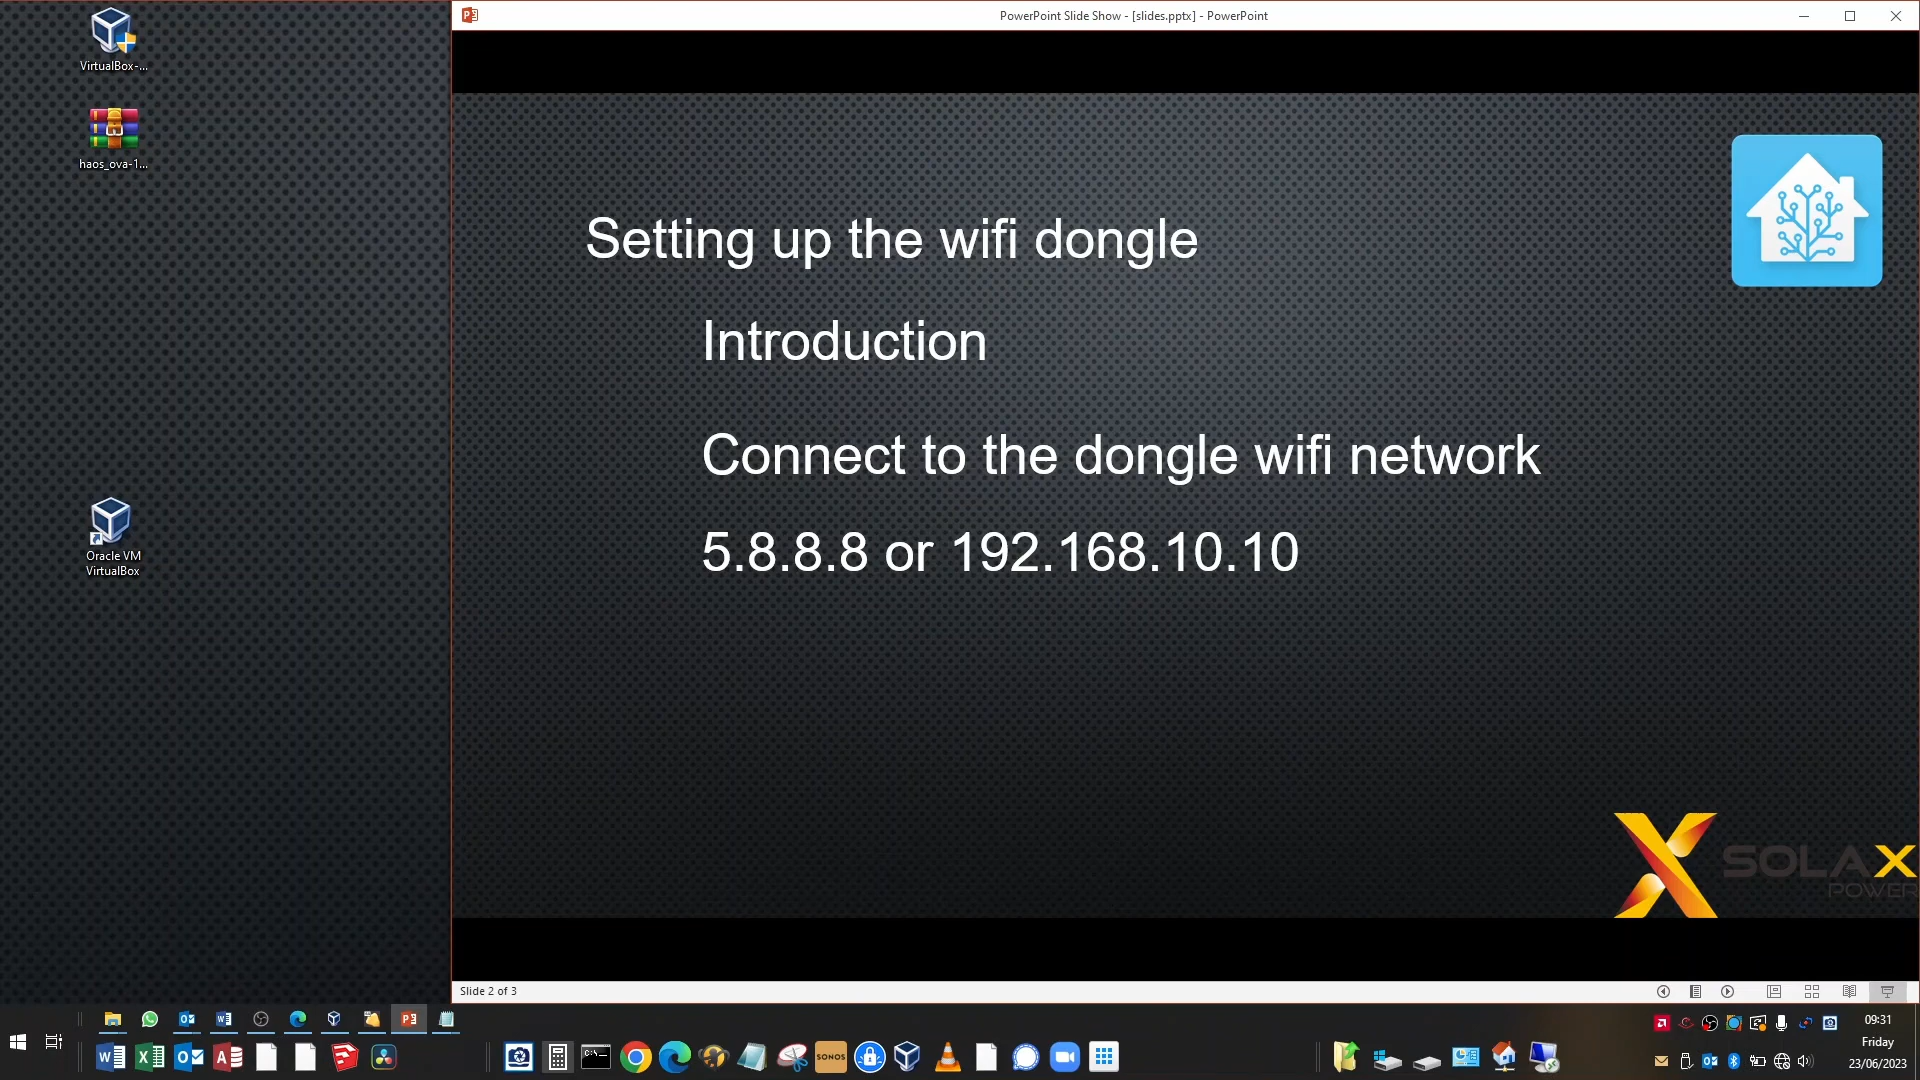 VirtualBox-...
haos_ova-1...
Oracle VM
VirtualBox
PowerPoint Slide Show - [slides.pptx] - PowerPoint
Setting up the wifi dongle
Introduction
Connect to the dongle wifi network
5.8.8.8 or 192.168.10.10
SOLAX
POWER
Slide 2 of 3
SONOS
09:31
Friday
23/06/2023